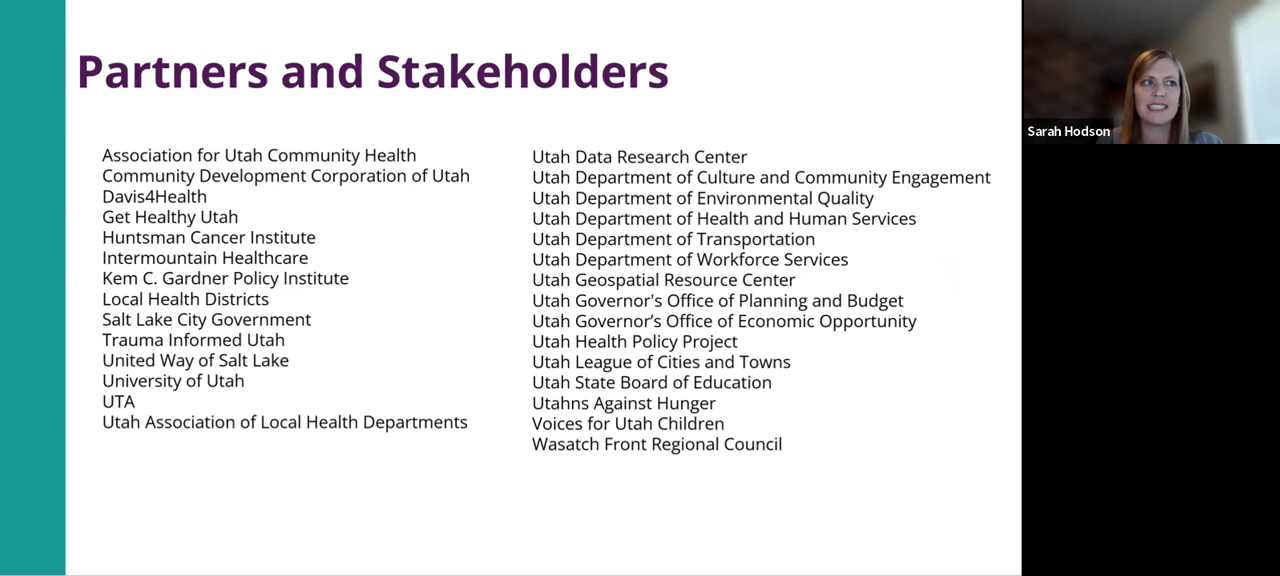 Partners and Stakeholders
Association for Utah Community Health
Community Development Corporation of Utah
Davis4Health
Get Healthy Utah
Huntsman Cancer Institute
Intermountain Healthcare
Kem C. Gardner Policy Institute
Local Health Districts
Salt Lake City Government
Trauma Informed Utah
United Way of Salt Lake
University of Utah
UTA
Utah Association of Local Health Departments
Utah Data Research Center
Utah Department of Culture and Community Engagement
Utah Department of Environmental Quality
Utah Department of Health and Human Services
Utah Department of Transportation
Utah Department of Workforce Services
Utah Geospatial Resource Center
Utah Governor's Office of Planning and Budget
Utah Governor’s Office of Economic Opportunity
Utah Health Policy Project
Utah League of Cities and Towns
Utah State Board of Education
Utahns Against Hunger
Voices for Utah Children
Wasatch Front Regional Council
Sarah Hodson